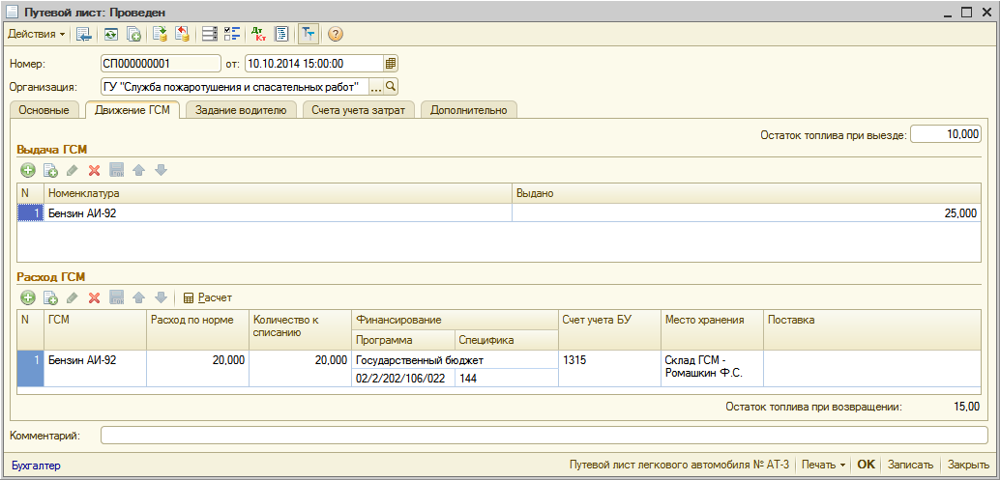 Путевой лист: Проведен
Действия
Номер: СП000000001 от: 10.10.2014 15:00:00
Организация: ГУ "Служба пожаротушения и спасательных работ" ...
Основные Движение ГСМ Задание водителю Счета учета затрат Дополнительно
Остаток топлива при выезде: 10,000
Выдача ГСМ
N Номенклатура Выдано
1 Бензин АИ-92 25,000
Расход ГСМ
Расчет
N ГСМ Расход по норме Количество к списанию Финансирование Счет учета БУ Место хранения Поставка
Программа Специфика
1 Бензин АИ-92 20,000 20,000 Государственный бюджет 1315 Склад ГСМ - Ромашкин Ф.С.
02/2/202/106/022 144
Остаток топлива при возвращении: 15,00
Комментарий:
Бухгалтер Путевой лист легкового автомобиля № АТ-3 Печать OK Записать Закрыть